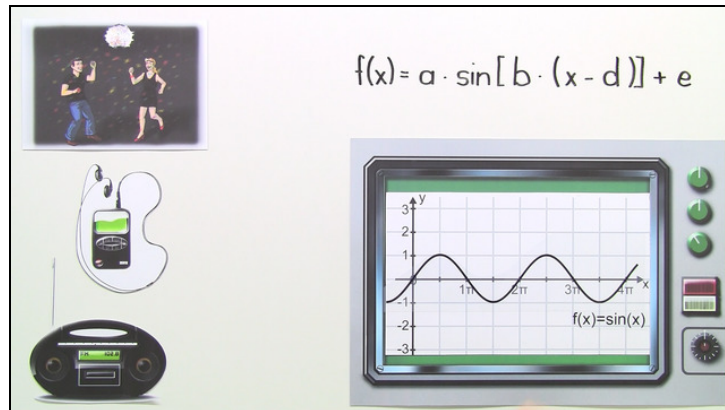 f(x) = a · sin[b · (x - d)] + e
y
3
2
1
-1
-2
-3
1π 2π 3π 4π x
f(x)=sin(x)